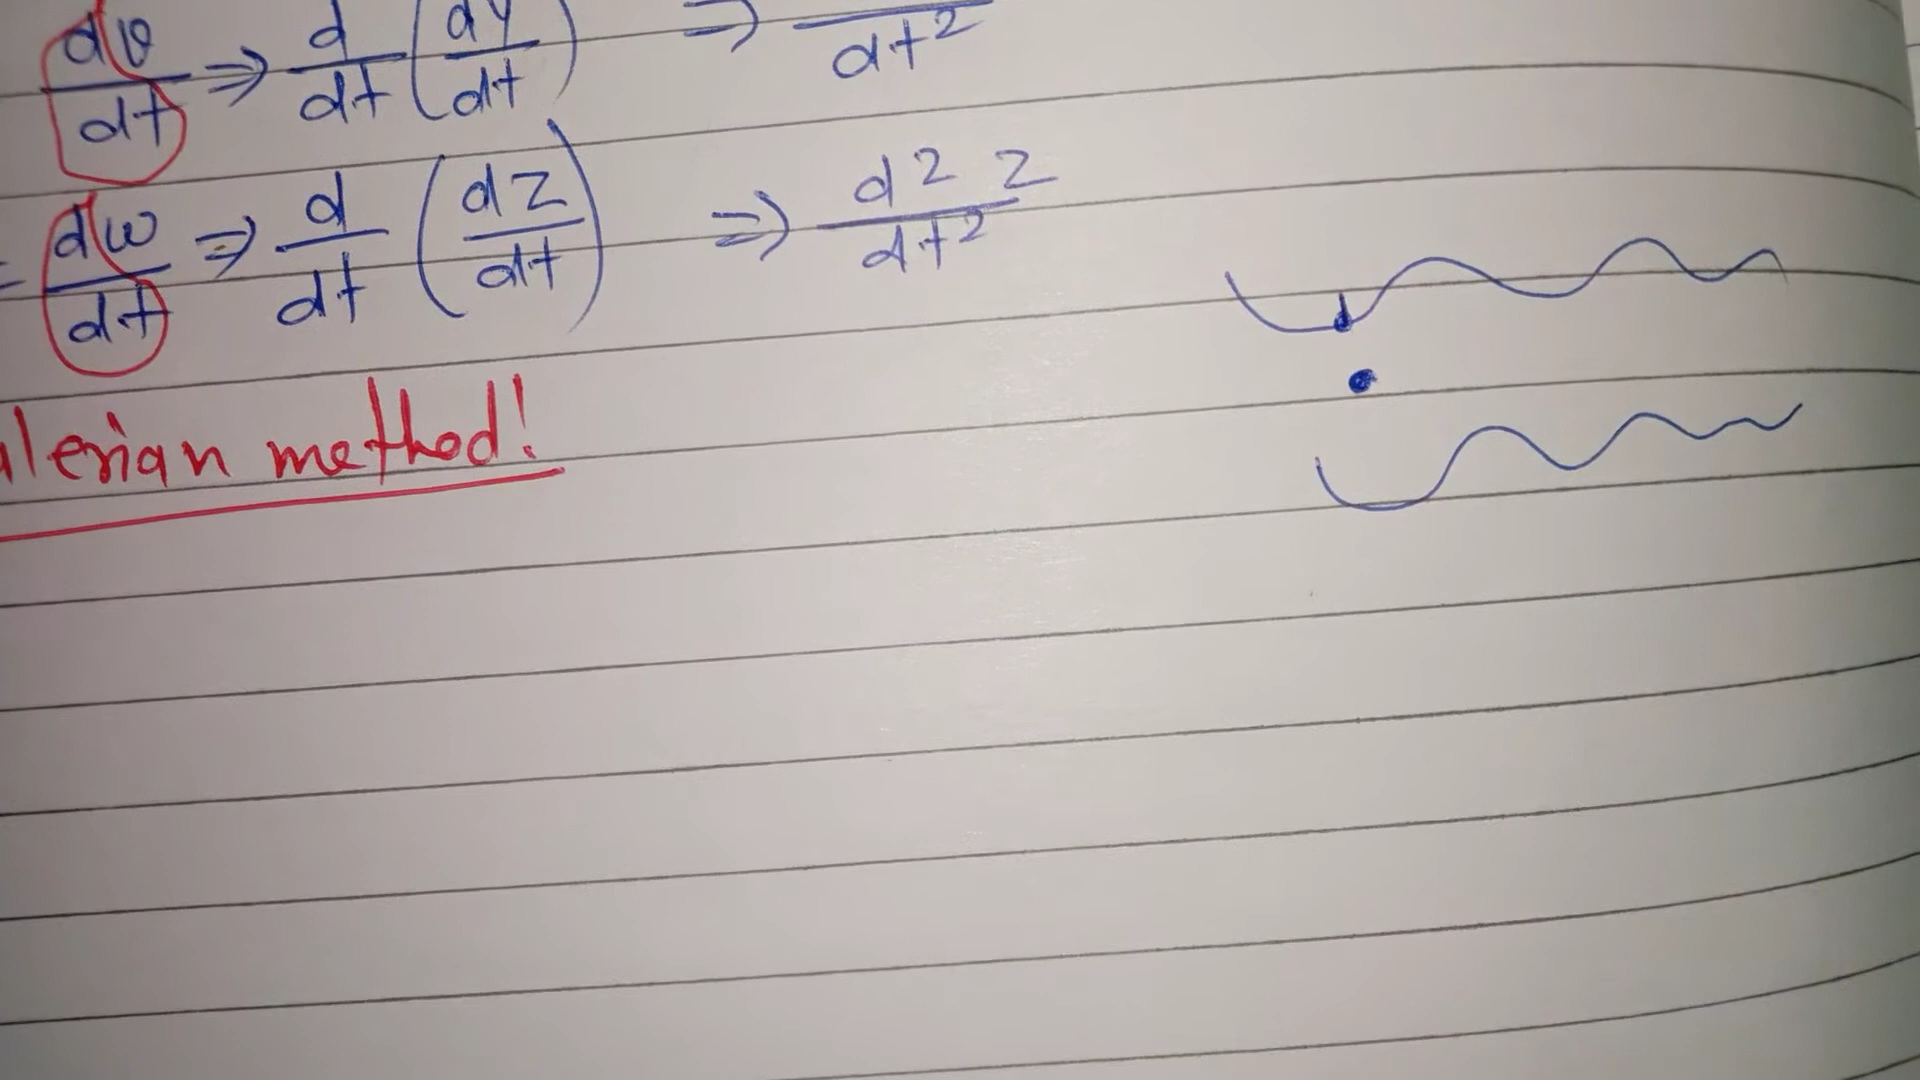 dv/dt ⇒ d/dt (dy/dt) ⇒ /dt²
= dw/dt ⇒ d/dt (dz/dt) ⇒ d²z/dt²
lerian method!